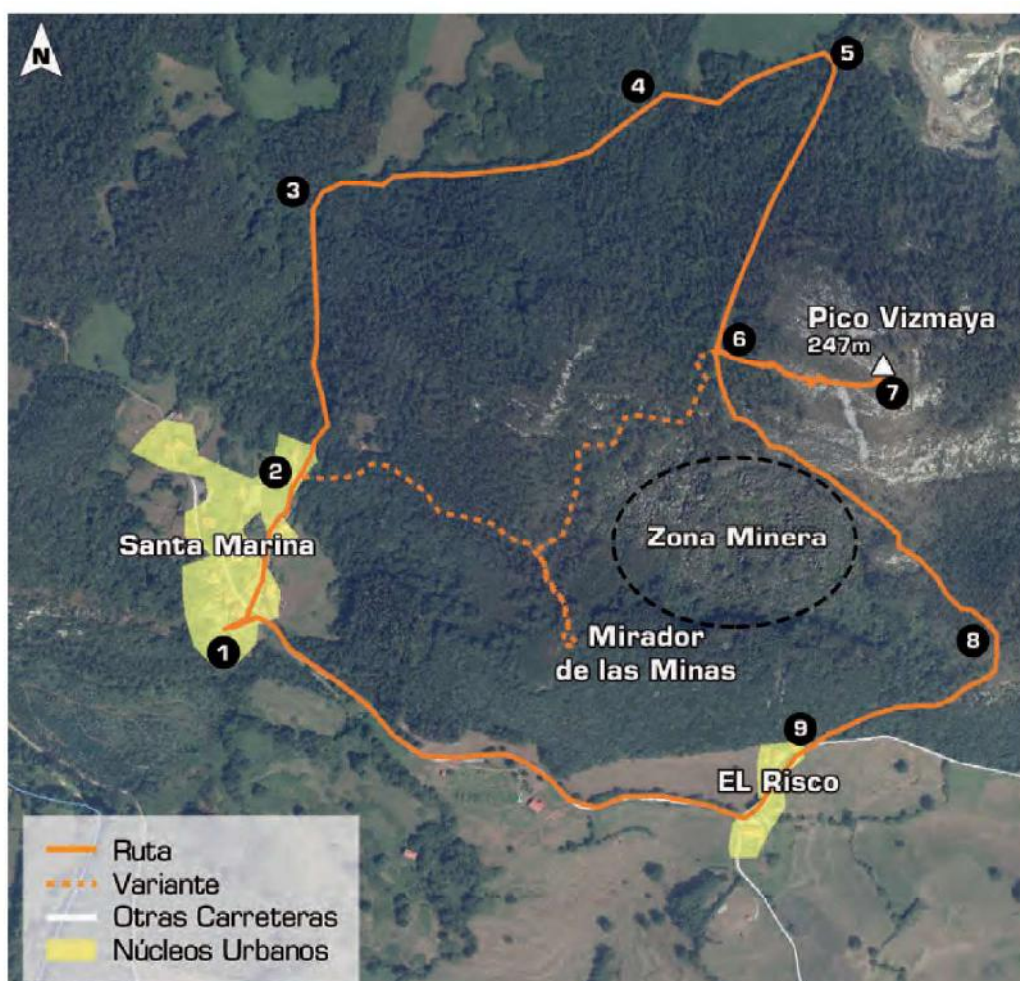 N
5
4
3
Pico Vizmaya
247m
6
7
2
Santa Marina
Zona Minera
1
Mirador
de las Minas
8
9
EL Risco
Ruta
Variante
Otras Carreteras
Núcleos Urbanos